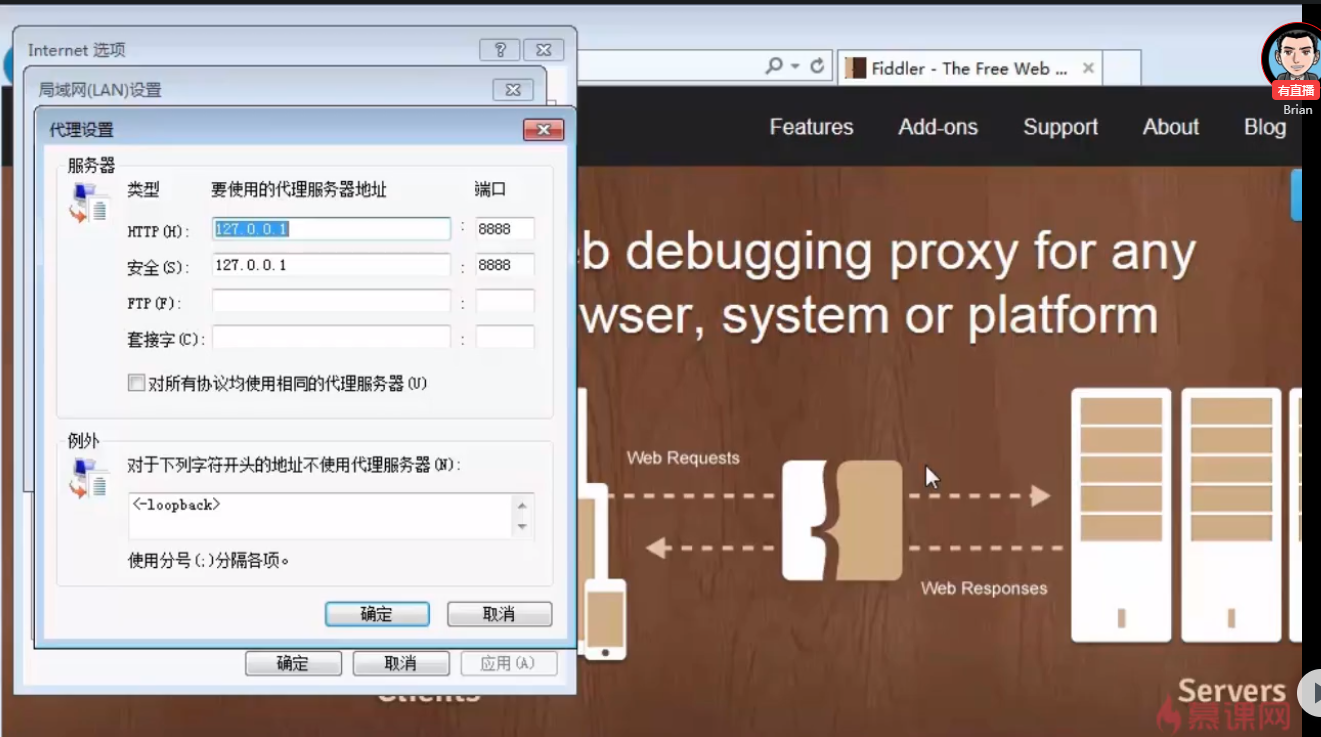 Internet 选项
局域网(LAN)设置
代理设置
Fiddler - The Free Web ...
有直播
Brian
Features Add-ons Support About Blog
服务器
类型 要使用的代理服务器地址 端口
HTTP(H): 127.0.0.1 : 8888
安全(S): 127.0.0.1 : 8888
FTP(F): :
套接字(C): :
对所有协议均使用相同的代理服务器(U)
例外
对于下列字符开头的地址不使用代理服务器(N):
<-loopback>
使用分号(;)分隔各项。
确定 取消
确定 取消 应用(A)
b debugging proxy for any
wser, system or platform
Web Requests
Web Responses
Clients
Servers
慕课网